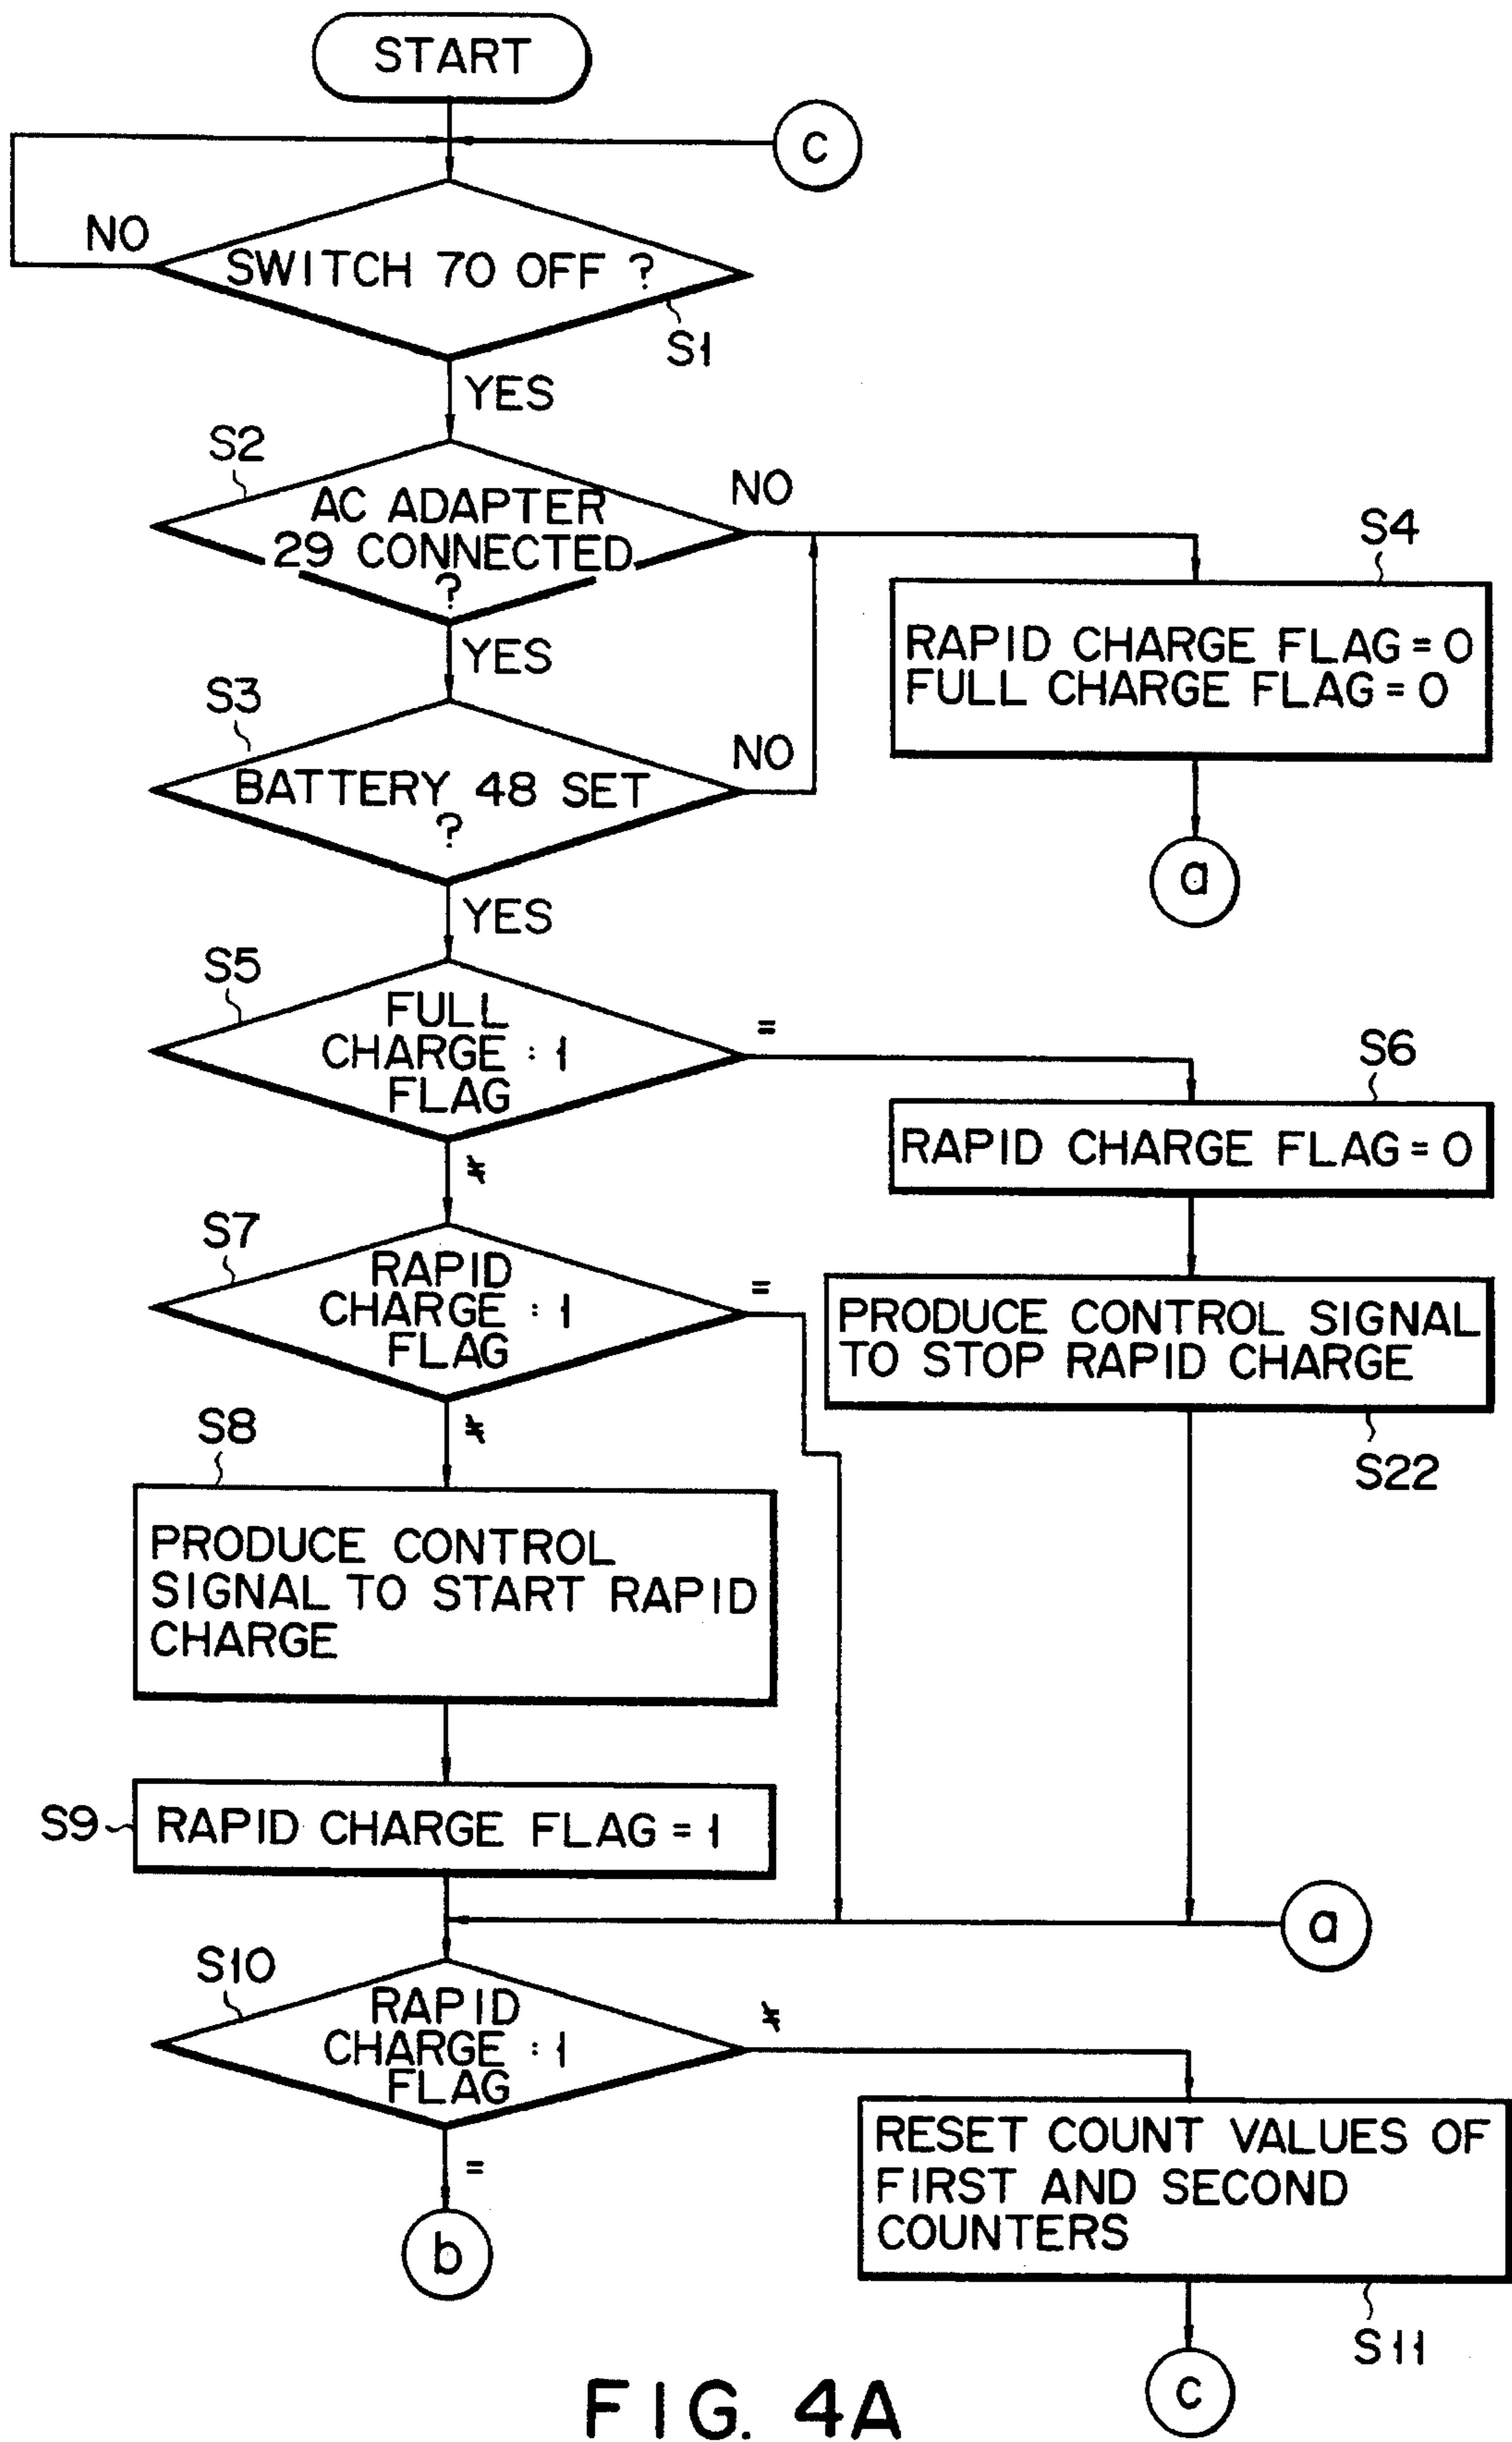 START
C
NO
SWITCH 70 OFF ?
S1
YES
S2
AC ADAPTER
29 CONNECTED
?
NO
S4
RAPID CHARGE FLAG = 0
FULL CHARGE FLAG = 0
YES
S3
BATTERY 48 SET
?
NO
a
YES
S5
FULL
CHARGE : 1
FLAG
=
S6
RAPID CHARGE FLAG = 0
≠
S7
RAPID
CHARGE : 1
FLAG
=
PRODUCE CONTROL SIGNAL
TO STOP RAPID CHARGE
S22
≠
S8
PRODUCE CONTROL
SIGNAL TO START RAPID
CHARGE
S9
RAPID CHARGE FLAG = 1
a
S10
RAPID
CHARGE : 1
FLAG
≠
RESET COUNT VALUES OF
FIRST AND SECOND
COUNTERS
S11
=
b
C
FIG. 4A